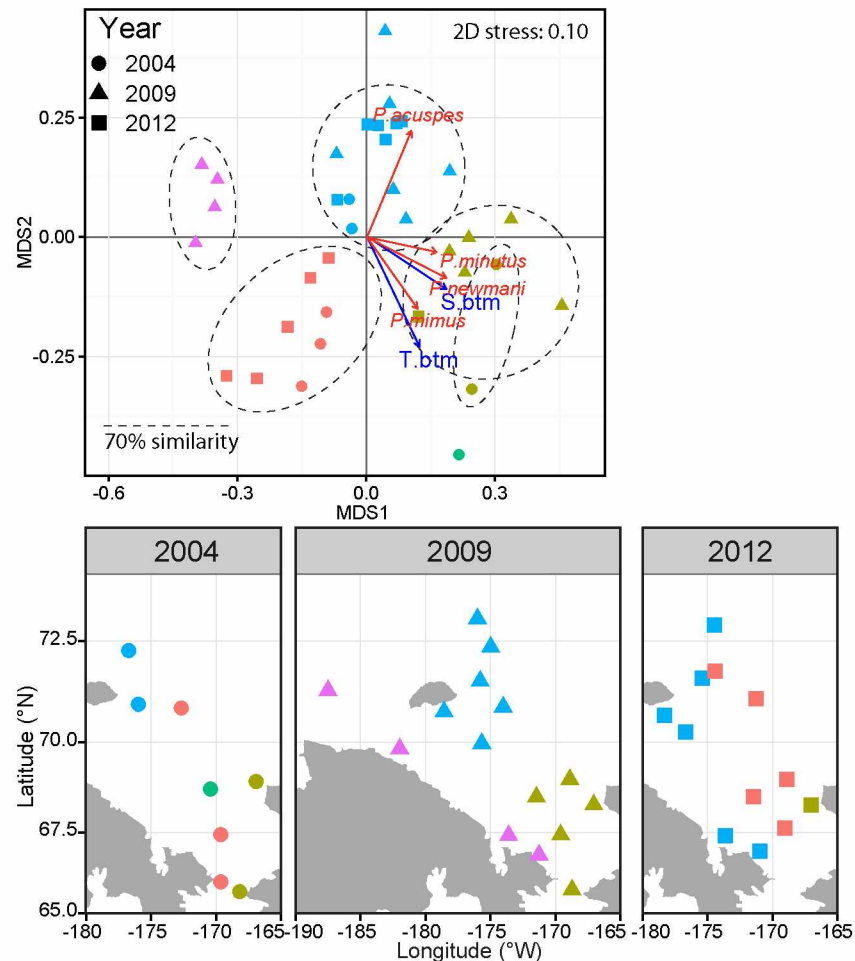 Year
2004
2009
2012
2D stress: 0.10
0.25
0.00
-0.25
MDS2
P.acuspes
P.minutus
P.newmani
S.btm
P.mimus
T.btm
70% similarity
-0.6 -0.3 0.0 0.3
MDS1
2004 2009 2012
72.5
70.0
67.5
65.0
Latitude (°N)
-180 -175 -170 -165 -190 -185 -180 -175 -170 -165 -180 -175 -170 -165
Longitude (°W)